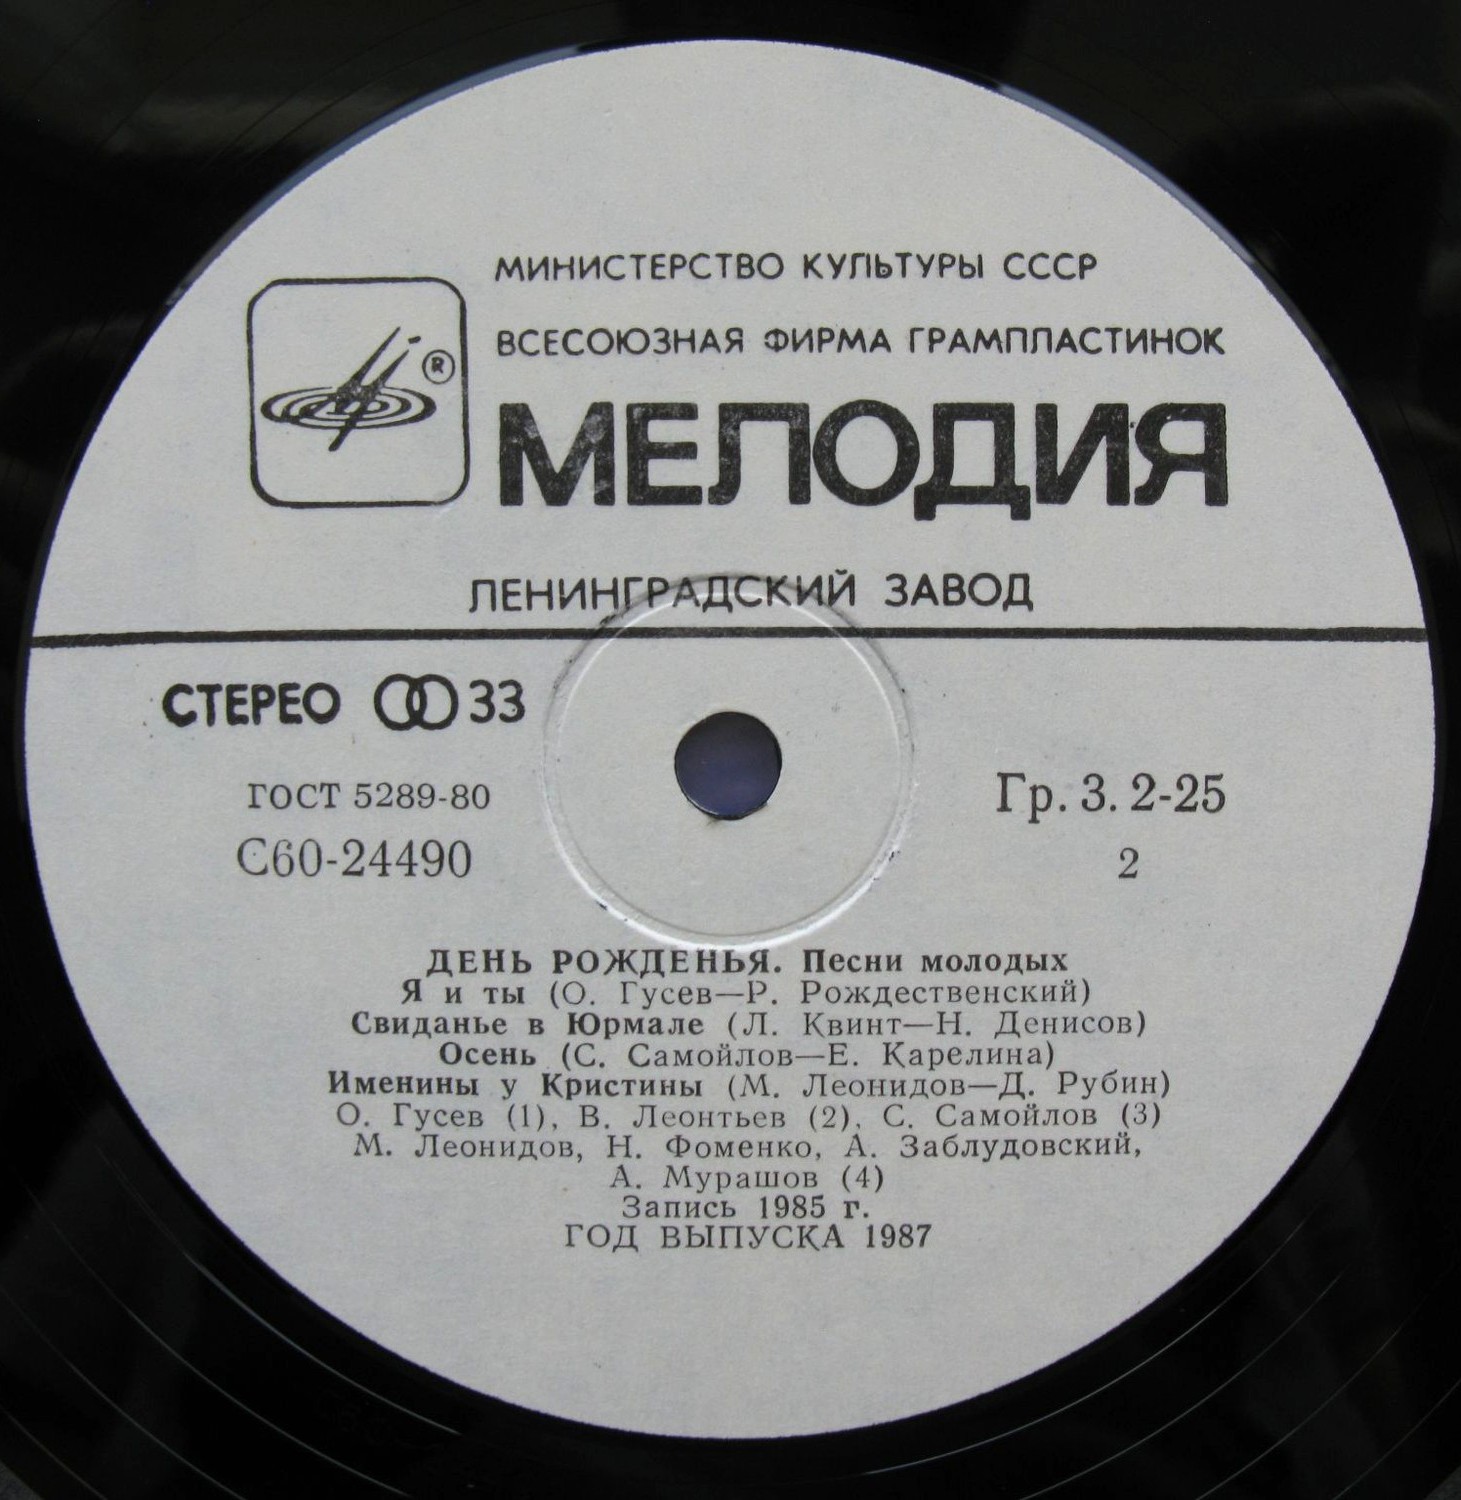 МИНИСТЕРСТВО КУЛЬТУРЫ СССР
ВСЕСОЮЗНАЯ ФИРМА ГРАМПЛАСТИНОК
®
МЕЛОДИЯ
ЛЕНИНГРАДСКИЙ ЗАВОД
СТЕРЕО 33
ГОСТ 5289-80
Гр. 3. 2-25
С60-24490
2
ДЕНЬ РОЖДЕНЬЯ. Песни молодых
Я и ты (О. Гусев—Р. Рождественский)
Свиданье в Юрмале (Л. Квинт—Н. Денисов)
Осень (С. Самойлов—Е. Карелина)
Именины у Кристины (М. Леонидов—Д. Рубин)
О. Гусев (1), В. Леонтьев (2), С. Самойлов (3)
М. Леонидов, Н. Фоменко, А. Заблудовский,
А. Мурашов (4)
Запись 1985 г.
ГОД ВЫПУСКА 1987